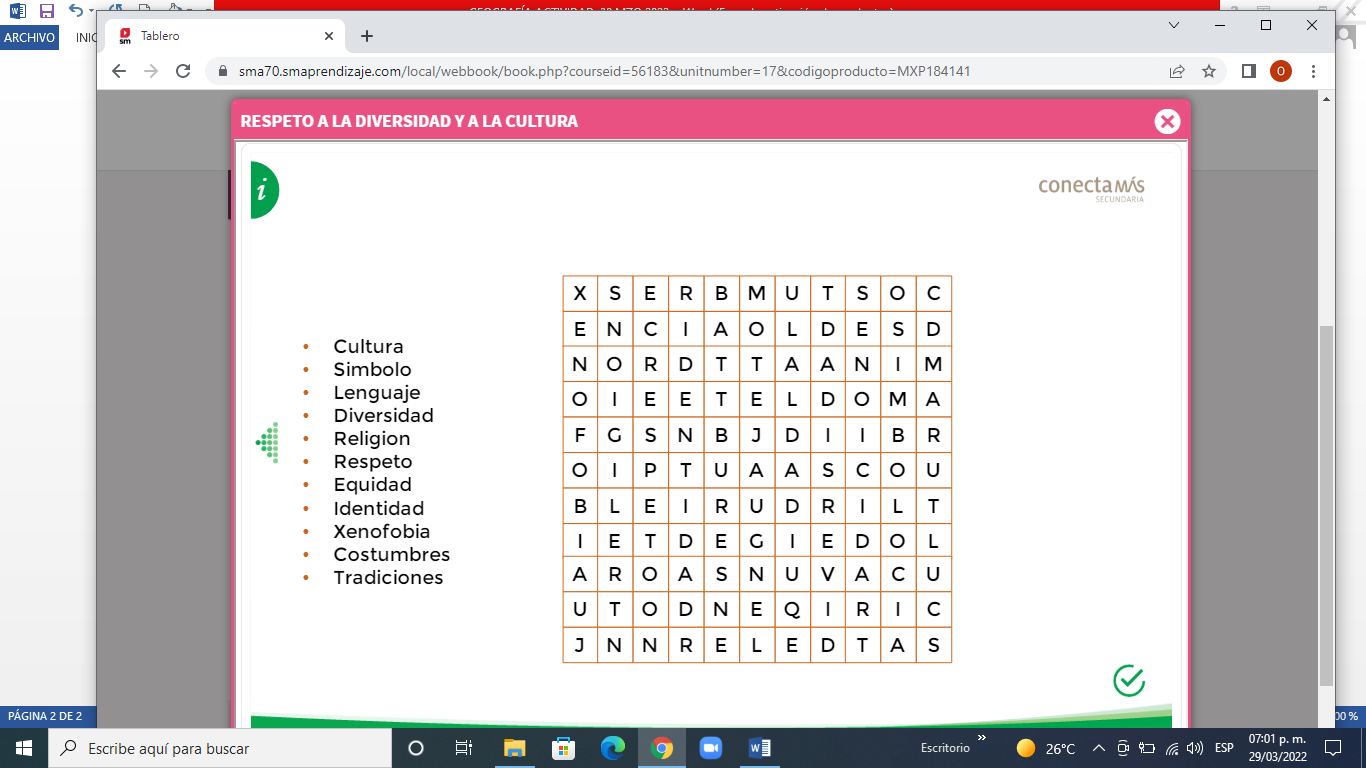 ARCHIVO
Tablero
sma70.smaprendizaje.com/local/webbook/book.php?courseid=56183&unitnumber=17&codigoproducto=MXP184141
O
RESPETO A LA DIVERSIDAD Y A LA CULTURA
i
conectaMÁS
SECUNDARIA
• Cultura
• Simbolo
• Lenguaje
• Diversidad
• Religion
• Respeto
• Equidad
• Identidad
• Xenofobia
• Costumbres
• Tradiciones
X S E R B M U T S O C
E N C I A O L D E S D
N O R D T T A A N I M
O I E E T E L D O M A
F G S N B J D I I B R
O I P T U A A S C O U
B L E I R U D R I L T
I E T D E G I E D O L
A R O A S N U V A C U
U T O D N E Q I R I C
J N N R E L E D T A S
PÁGINA 2 DE 2
Escribe aquí para buscar
Escritorio
26°C
ESP
07:01 p. m.
29/03/2022